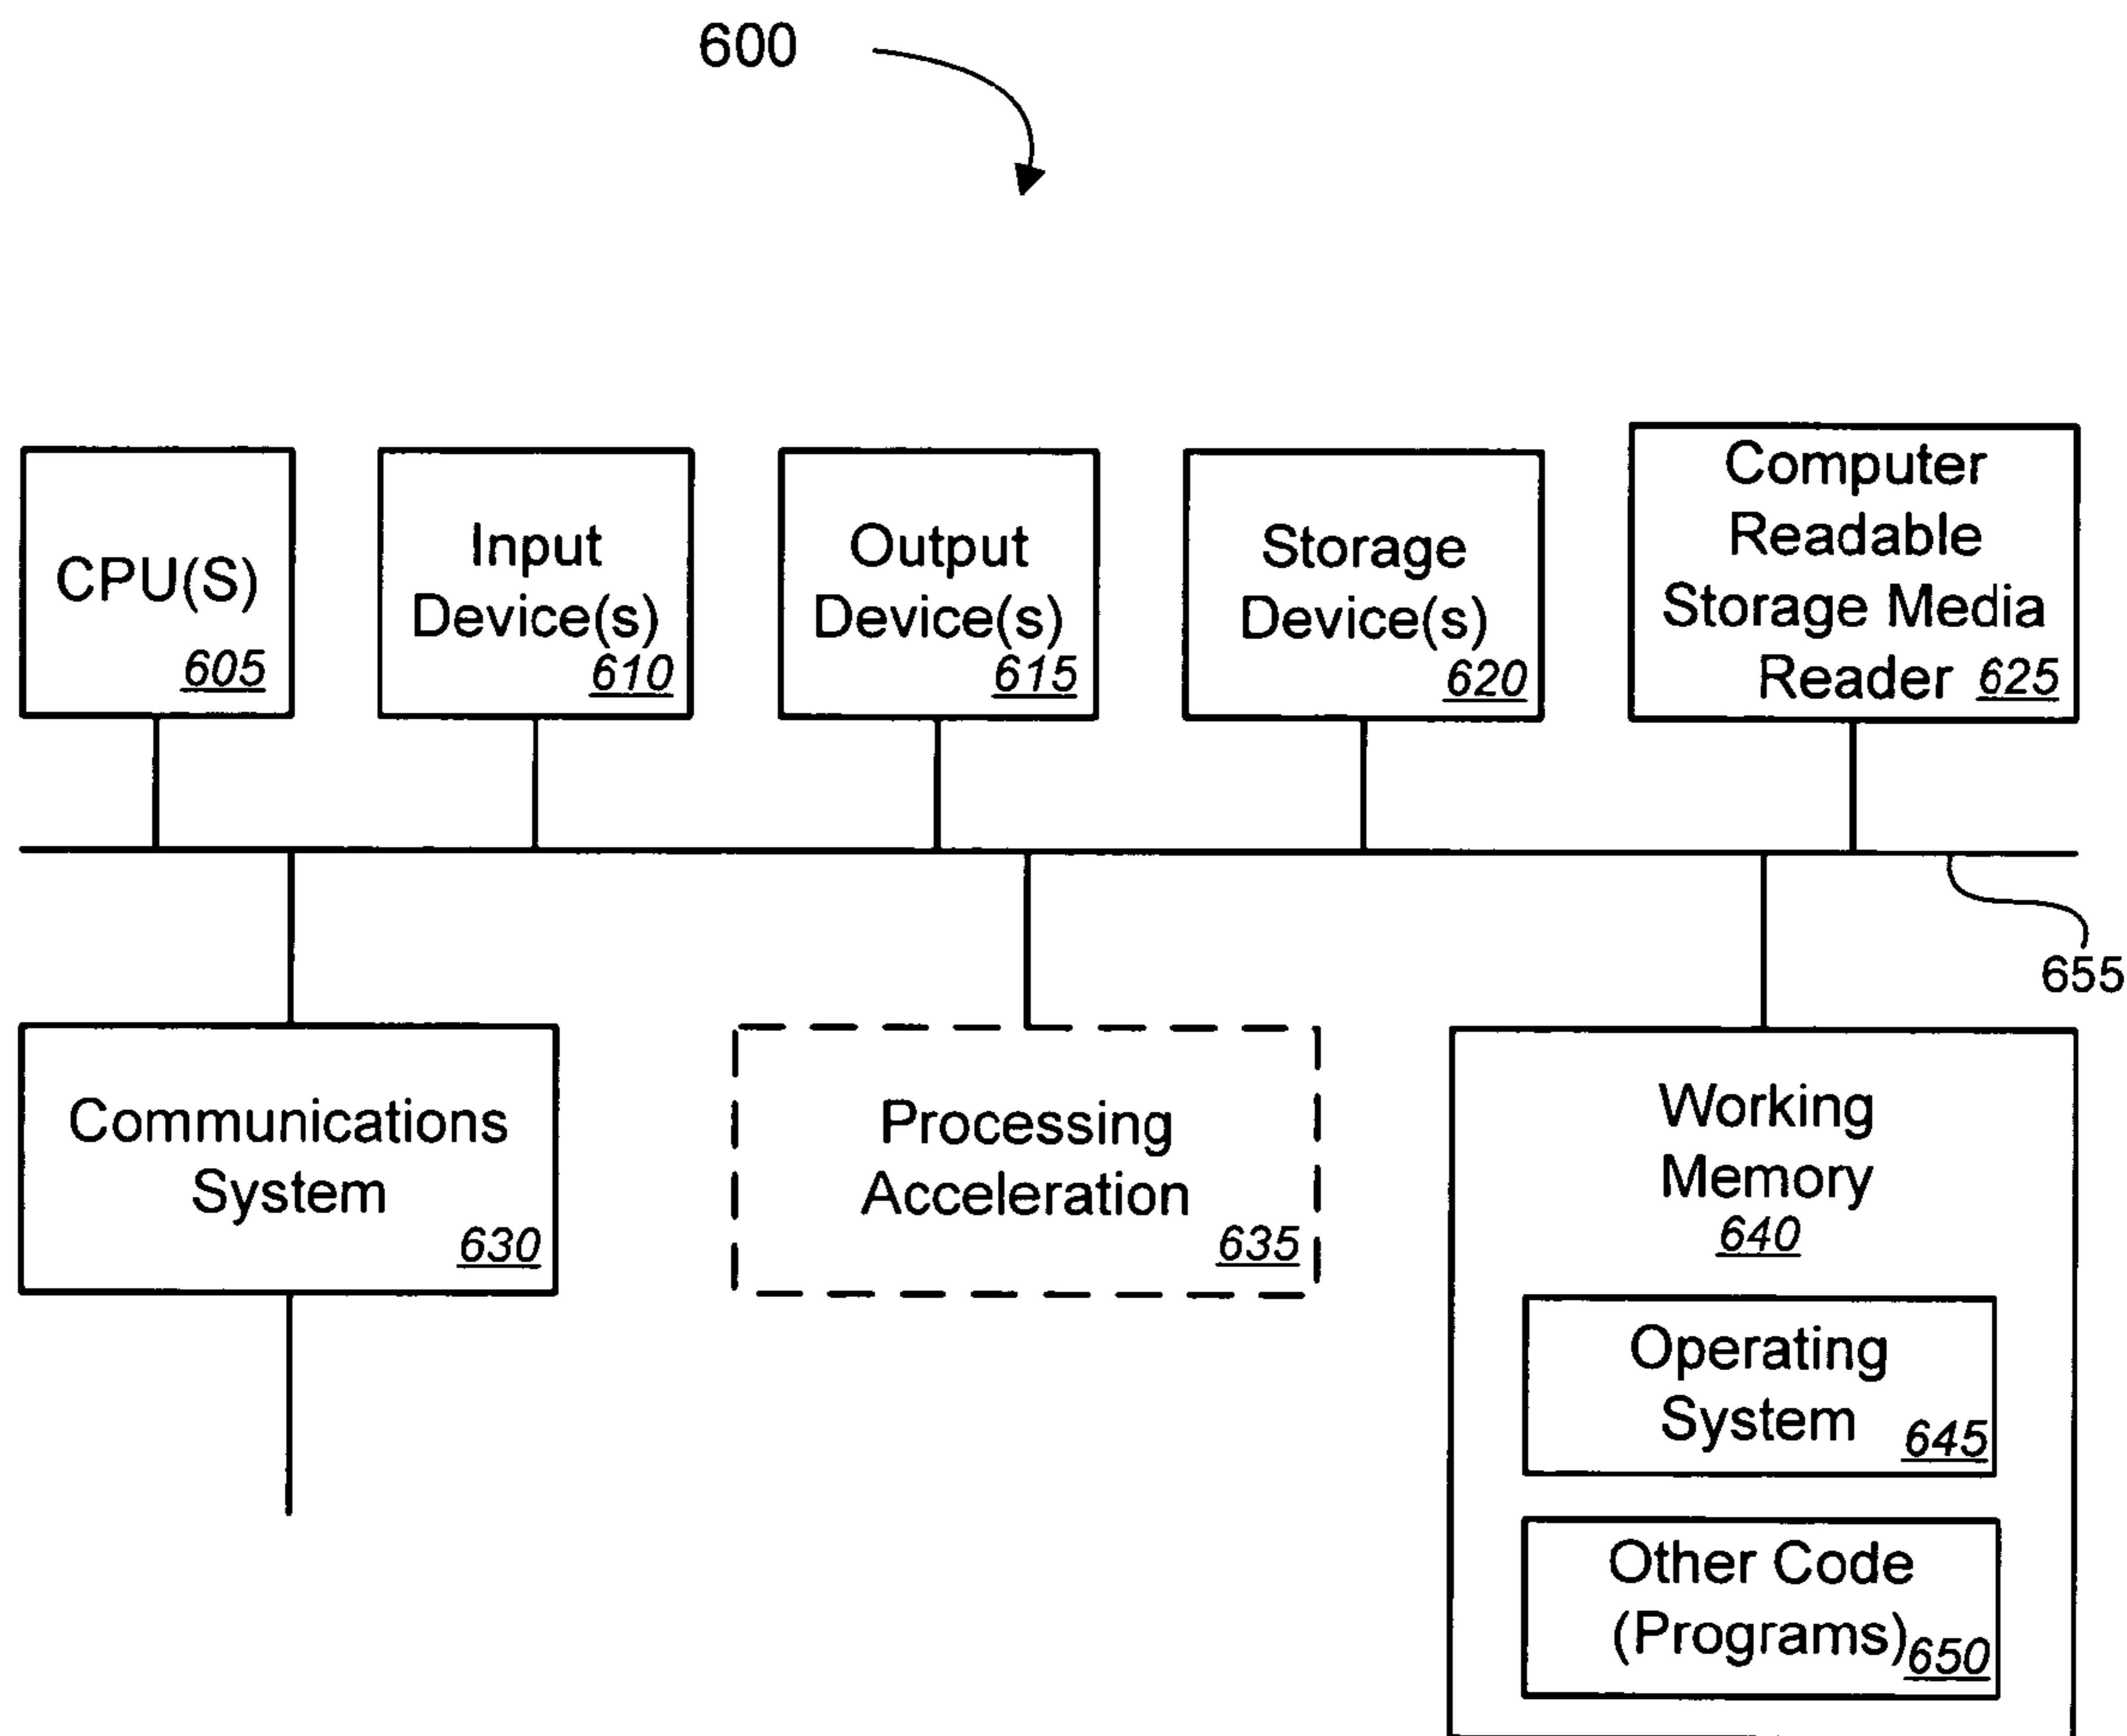 600
CPU(S)
605
Input
Device(s)
610
Output
Device(s)
615
Storage
Device(s)
620
Computer
Readable
Storage Media
Reader 625
655
Communications
System
630
Processing
Acceleration
635
Working
Memory
640
Operating
System
645
Other Code
(Programs)
650